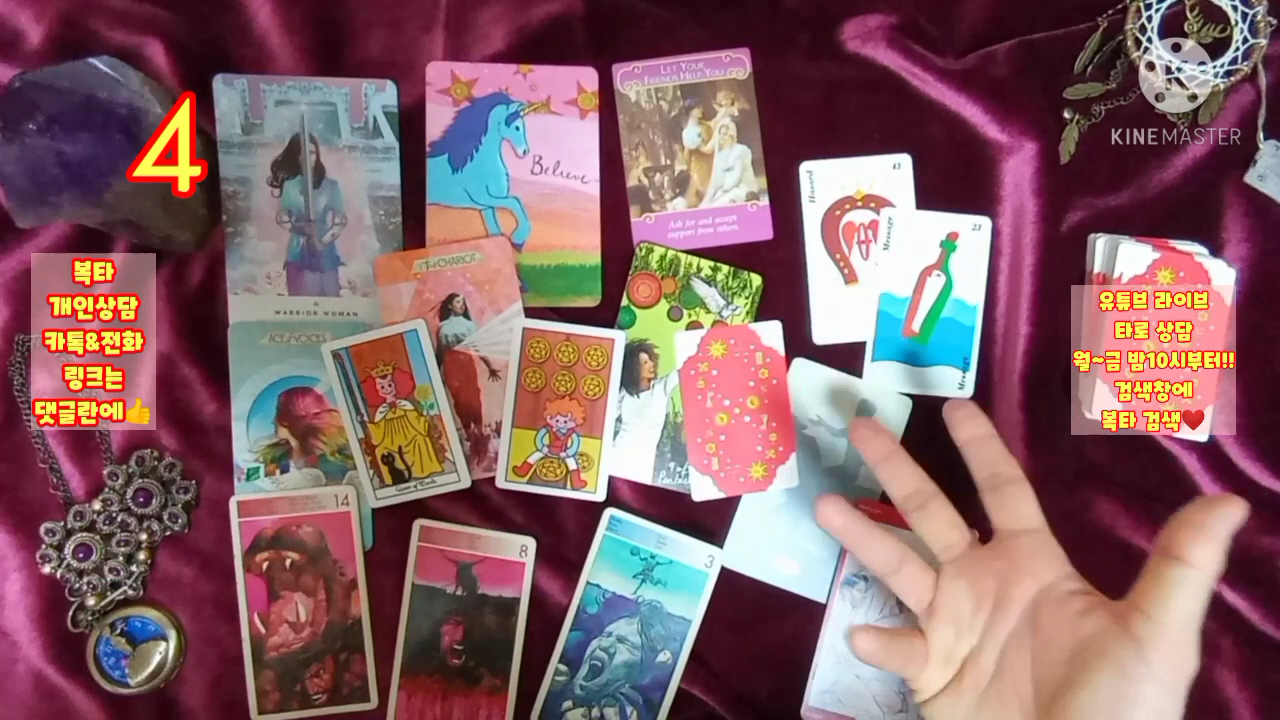 4
복타
개인상담
카톡&전화
링크는
댓글란에👍
A
WARRIOR WOMAN
Believe
LET YOUR
FRIENDS HELP YOU
Ask for and accept
support from others.
THE CHARIOT
ACE of VOICES
14
8
3
43
Hazard
Message
23
Message
KINEMASTER
유튜브 라이브
타로 상담
월~금 밤10시부터!!
검색창에
복타 검색♥